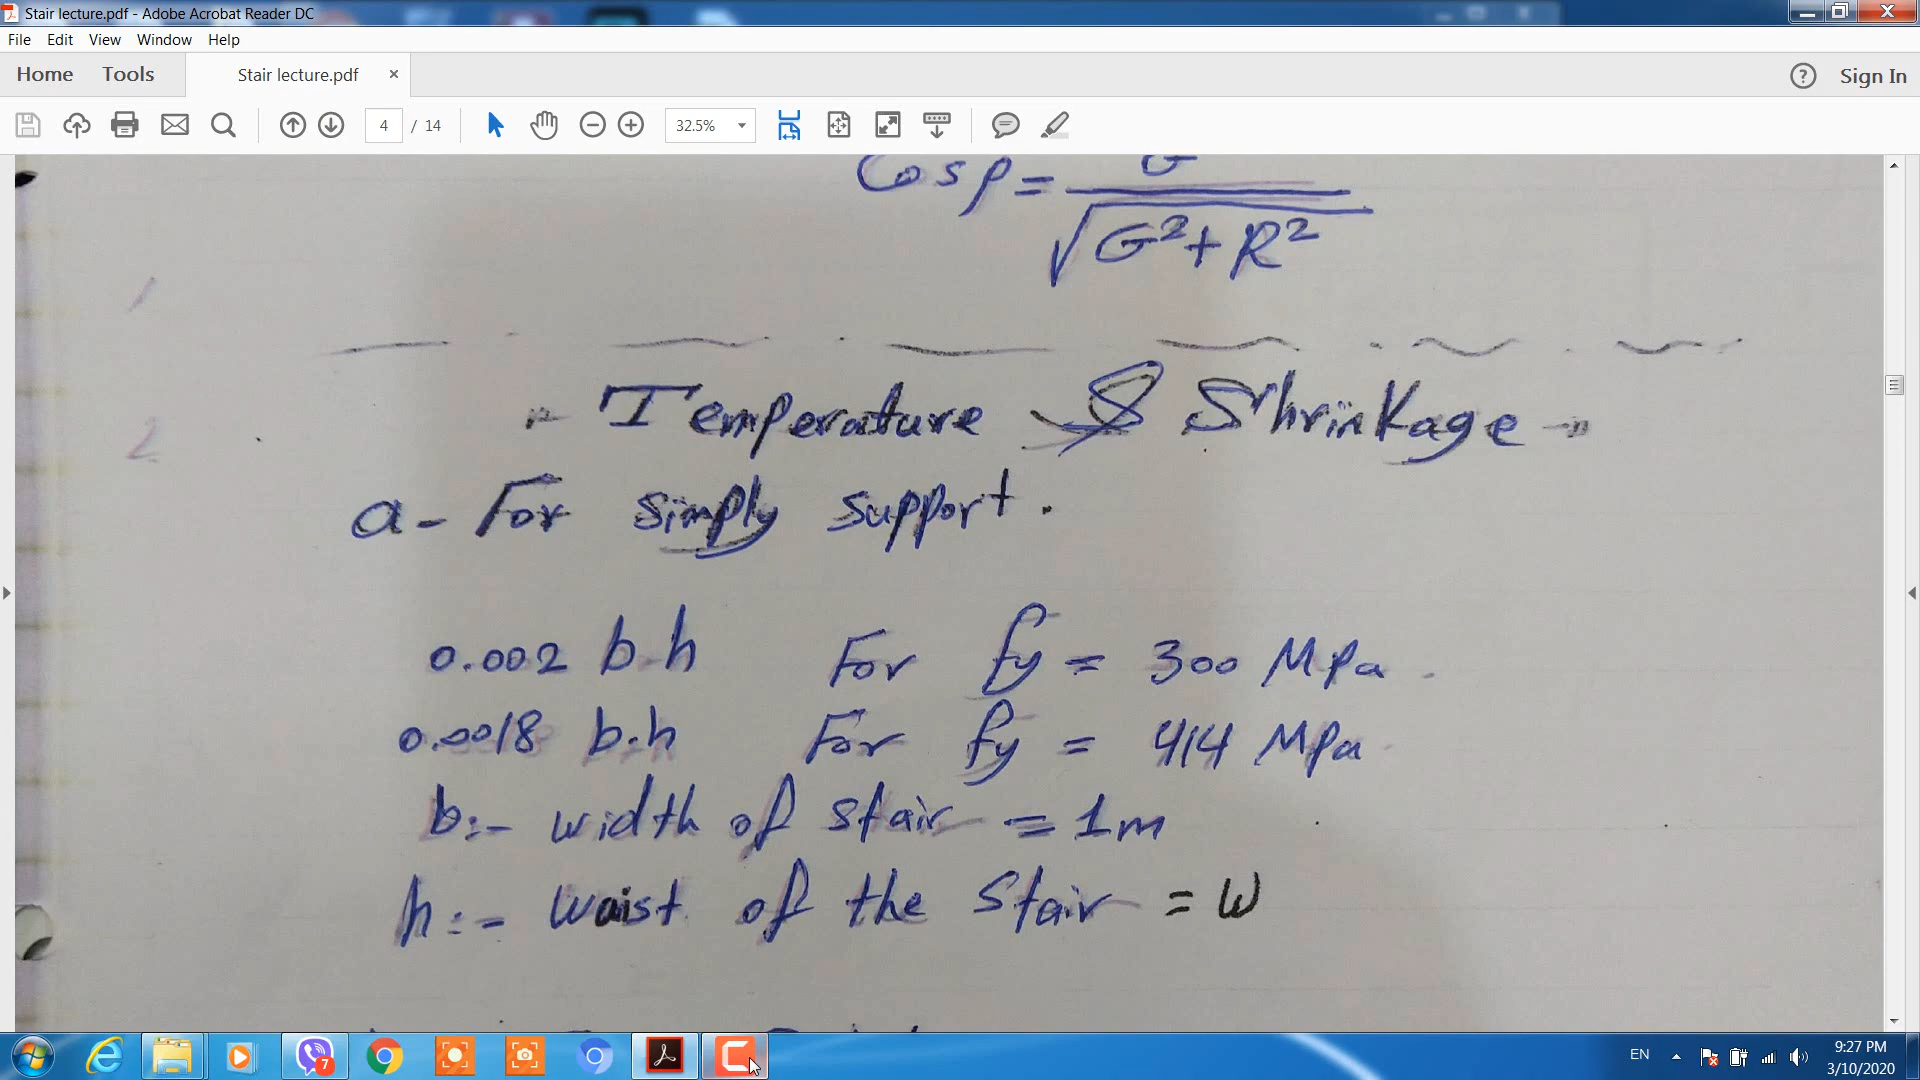 Stair lecture.pdf - Adobe Acrobat Reader DC
File Edit View Window Help
Home Tools Stair lecture.pdf × ? Sign In
4 / 14 32.5%
Cosρ = G / √G²+R²
Temperature & Shrinkage
a- For simply support.
0.002 b.h For fy = 300 MPa.
0.0018 b.h For fy = 414 MPa
b:- width of stair = 1m
h:- waist of the Stair = W
7 EN 9:27 PM
3/10/2020